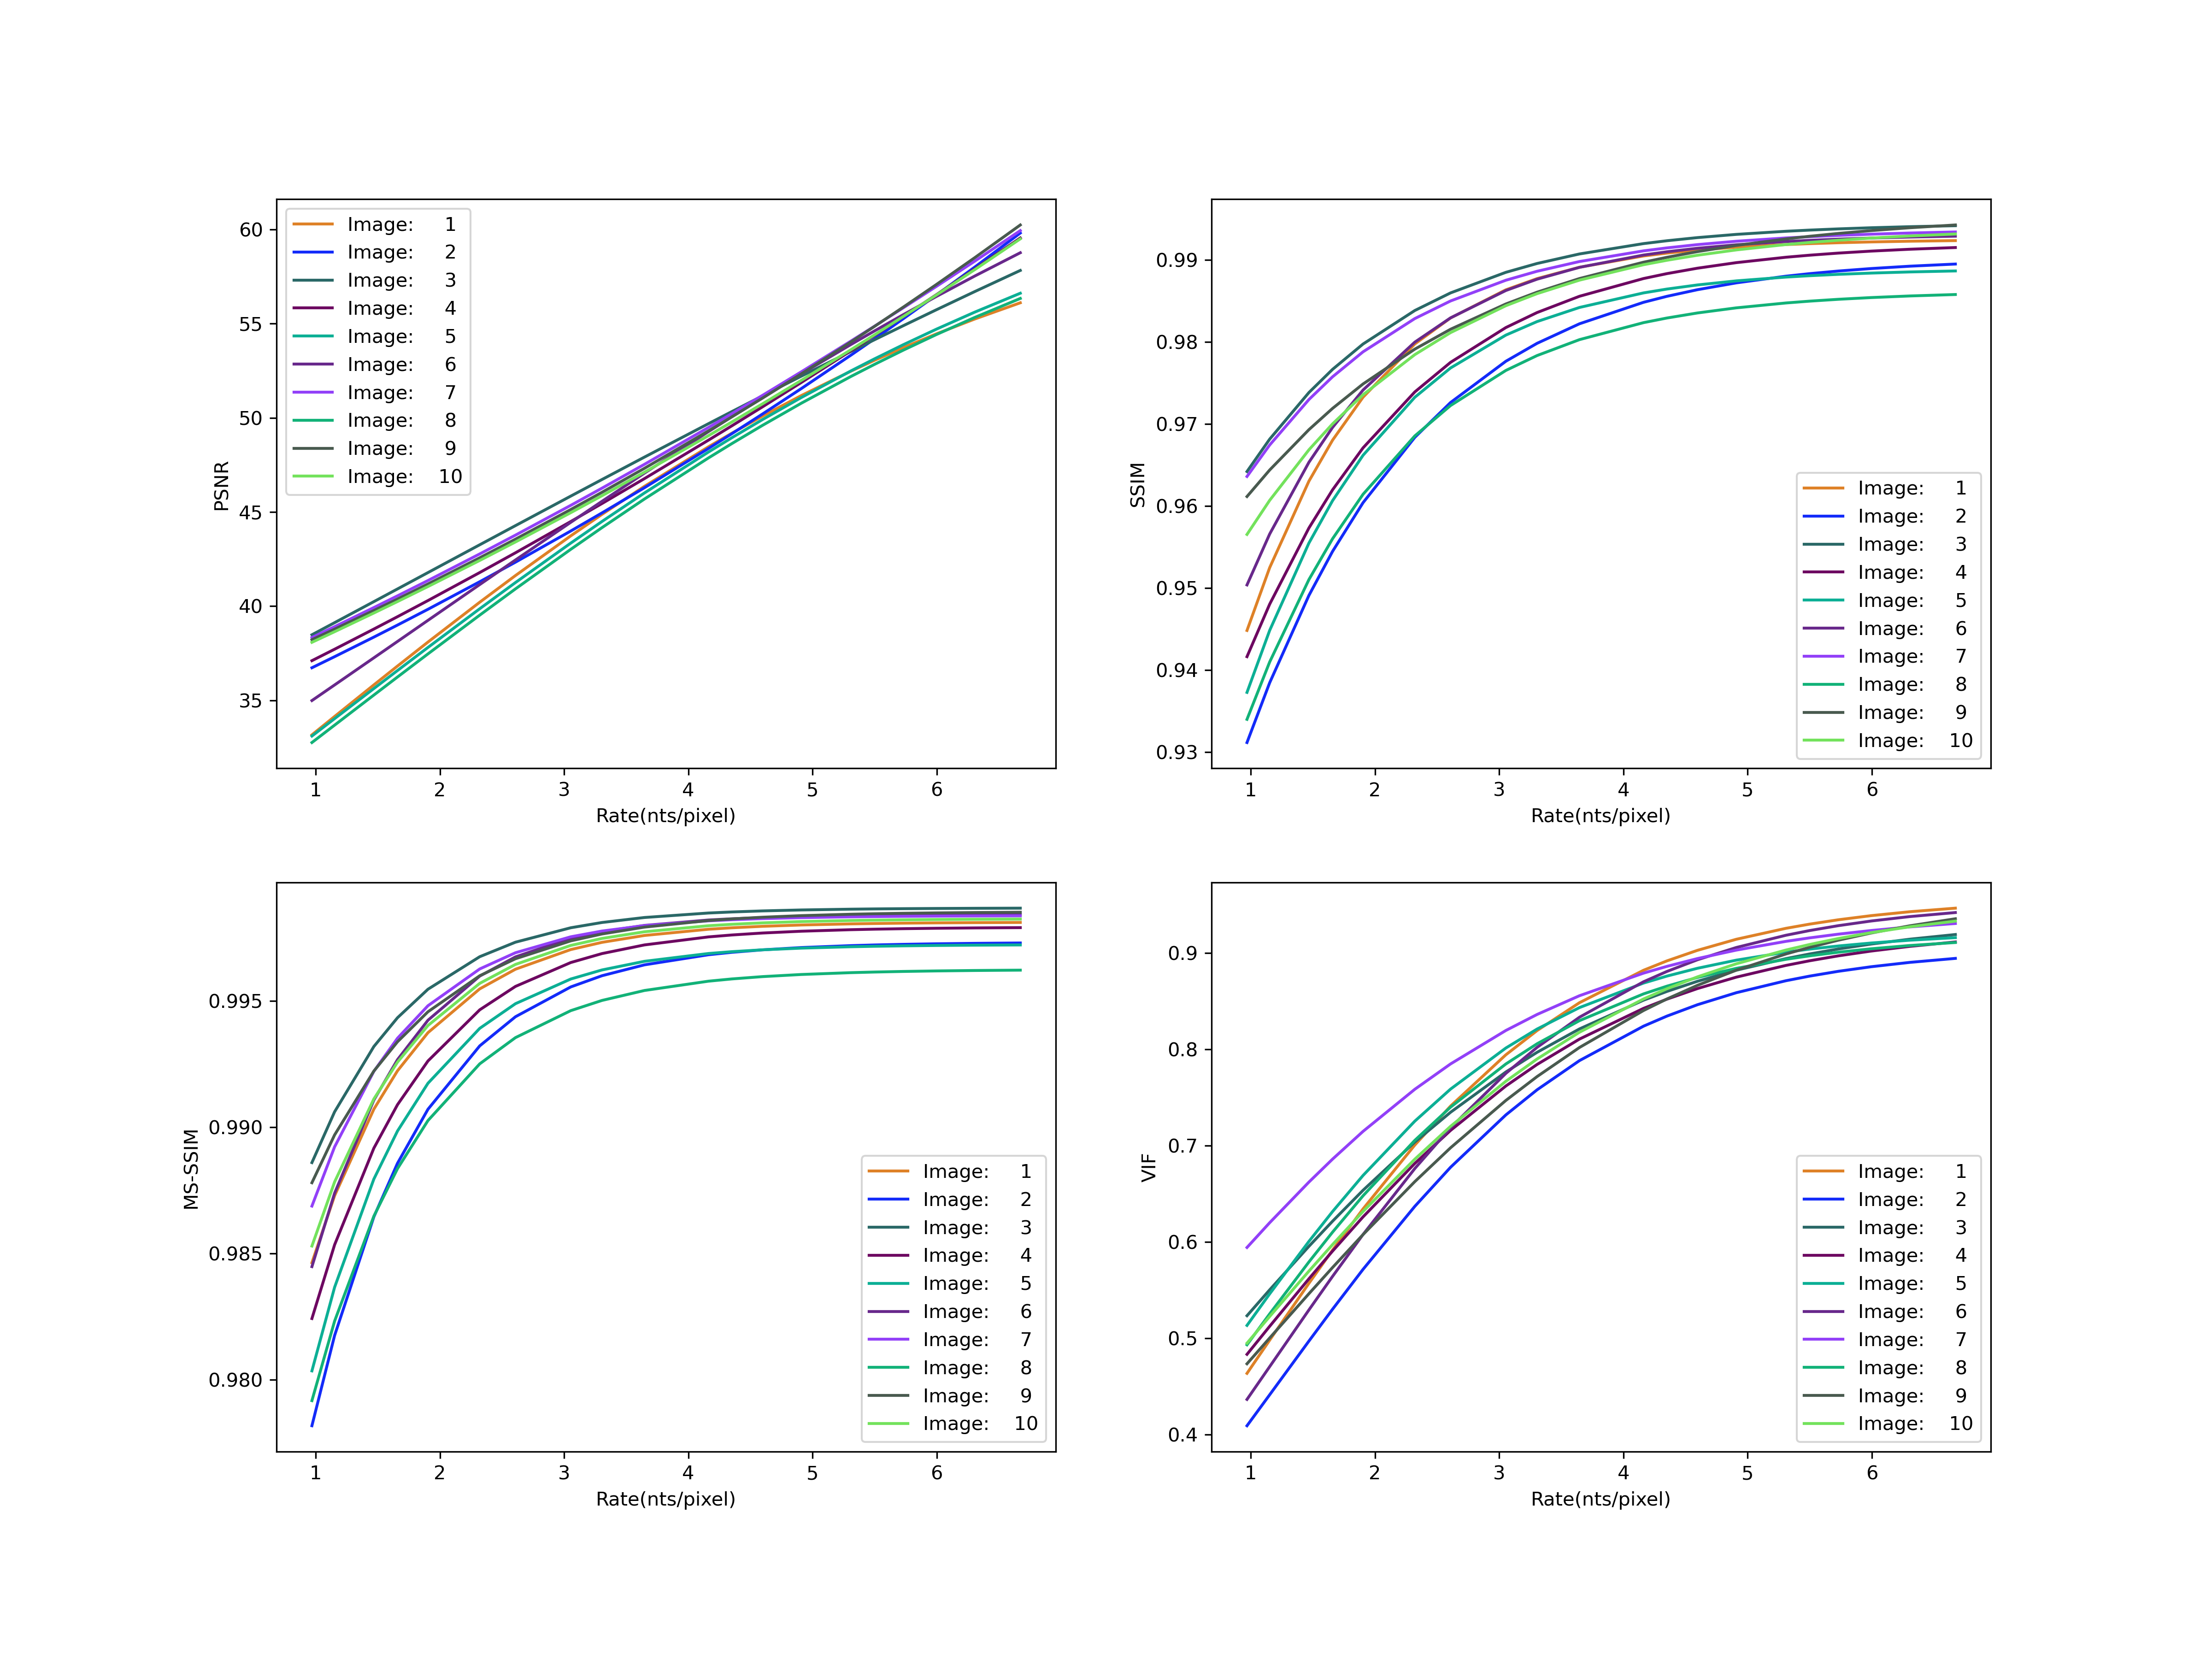 60
55
50
45
40
35
PSNR
Image: 1
Image: 2
Image: 3
Image: 4
Image: 5
Image: 6
Image: 7
Image: 8
Image: 9
Image: 10
1 2 3 4 5 6
Rate(nts/pixel)
0.99
0.98
0.97
0.96
0.95
0.94
0.93
SSIM
Image: 1
Image: 2
Image: 3
Image: 4
Image: 5
Image: 6
Image: 7
Image: 8
Image: 9
Image: 10
1 2 3 4 5 6
Rate(nts/pixel)
0.995
0.990
0.985
0.980
MS-SSIM
Image: 1
Image: 2
Image: 3
Image: 4
Image: 5
Image: 6
Image: 7
Image: 8
Image: 9
Image: 10
1 2 3 4 5 6
Rate(nts/pixel)
0.9
0.8
0.7
0.6
0.5
0.4
VIF
Image: 1
Image: 2
Image: 3
Image: 4
Image: 5
Image: 6
Image: 7
Image: 8
Image: 9
Image: 10
1 2 3 4 5 6
Rate(nts/pixel)